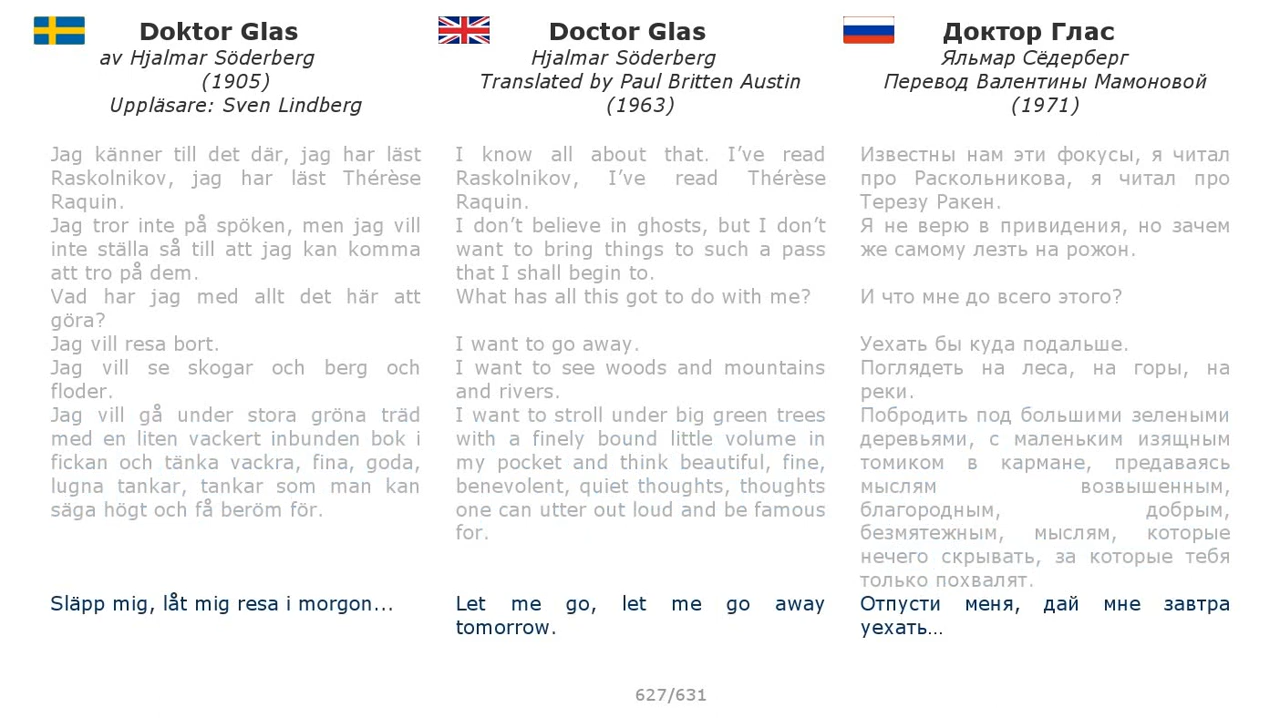 Doktor Glas
av Hjalmar Söderberg
(1905)
Uppläsare: Sven Lindberg
Jag känner till det där, jag har läst
Raskolnikov, jag har läst Thérèse
Raquin.
Jag tror inte på spöken, men jag vill
inte ställa så till att jag kan komma
att tro på dem.
Vad har jag med allt det här att
göra?
Jag vill resa bort.
Jag vill se skogar och berg och
floder.
Jag vill gå under stora gröna träd
med en liten vackert inbunden bok i
fickan och tänka vackra, fina, goda,
lugna tankar, tankar som man kan
säga högt och få beröm för.
Släpp mig, låt mig resa i morgon...
Doctor Glas
Hjalmar Söderberg
Translated by Paul Britten Austin
(1963)
I know all about that. I’ve read
Raskolnikov, I’ve read Thérèse
Raquin.
I don’t believe in ghosts, but I don’t
want to bring things to such a pass
that I shall begin to.
What has all this got to do with me?
I want to go away.
I want to see woods and mountains
and rivers.
I want to stroll under big green trees
with a finely bound little volume in
my pocket and think beautiful, fine,
benevolent, quiet thoughts, thoughts
one can utter out loud and be famous
for.
Let me go, let me go away
tomorrow.
Доктор Глас
Яльмар Сёдерберг
Перевод Валентины Мамоновой
(1971)
Известны нам эти фокусы, я читал
про Раскольникова, я читал про
Терезу Ракен.
Я не верю в привидения, но зачем
же самому лезть на рожон.
И что мне до всего этого?
Уехать бы куда подальше.
Поглядеть на леса, на горы, на
реки.
Побродить под большими зелеными
деревьями, с маленьким изящным
томиком в кармане, предаваясь
мыслям возвышенным,
благородным, добрым,
безмятежным, мыслям, которые
нечего скрывать, за которые тебя
только похвалят.
Отпусти меня, дай мне завтра
уехать…
627/631